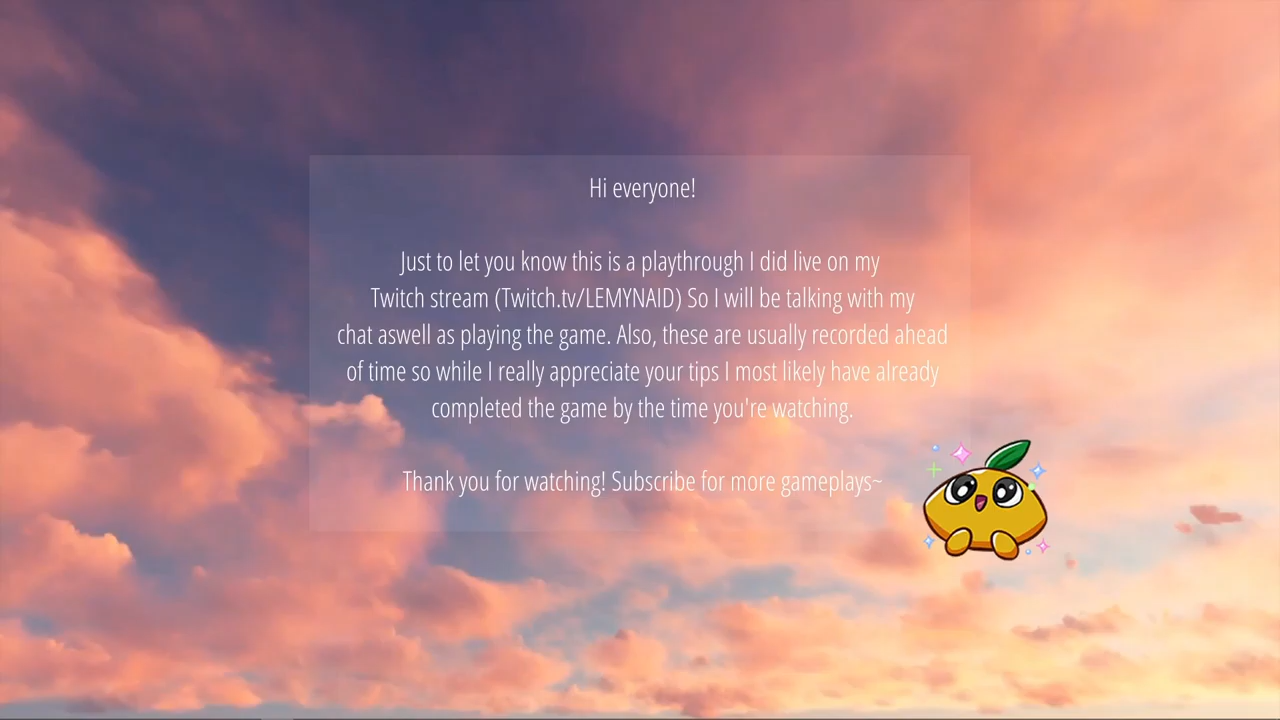 Hi everyone!
Just to let you know this is a playthrough I did live on my
Twitch stream (Twitch.tv/LEMYNAID) So I will be talking with my
chat aswell as playing the game. Also, these are usually recorded ahead
of time so while I really appreciate your tips I most likely have already
completed the game by the time you're watching.
Thank you for watching! Subscribe for more gameplays~